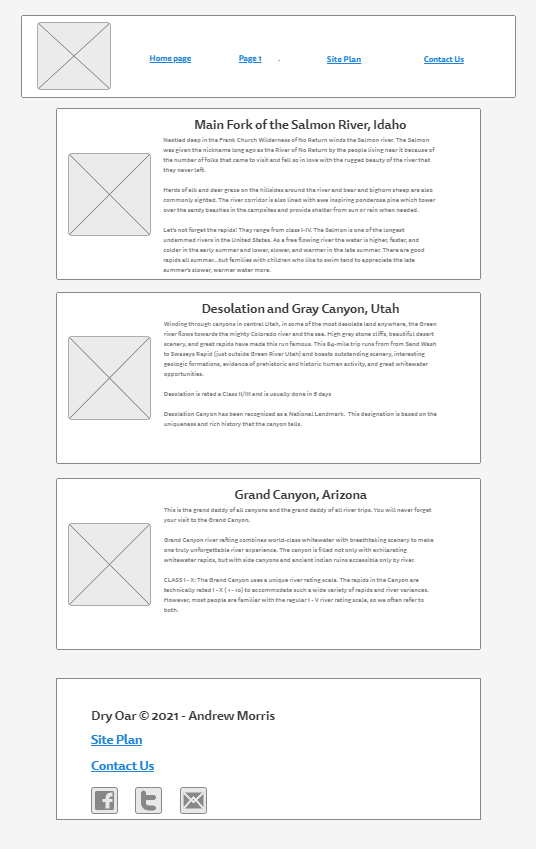 Home page
Page 1 .
Site Plan
Contact Us
Main Fork of the Salmon River, Idaho
Nestled deep in the Frank Church Wilderness of No Return winds the Salmon river. The Salmon
was given the nickname long ago as the River of No Return by the people living near it because of
the number of folks that came to visit and fell so in love with the rugged beauty of the river that
they never left.
Herds of elk and deer graze on the hillsides around the river and bear and bighorn sheep are also
commonly sighted. The river corridor is also lined with awe inspiring ponderosa pine which tower
over the sandy beaches in the campsites and provide shelter from sun or rain when needed.
Let's not forget the rapids! They range from class I-IV. The Salmon is one of the longest
undammed rivers in the United States. As a free flowing river the water is higher, faster, and
colder in the early summer and lower, slower, and warmer in the late summer. There are good
rapids all summer...but families with children who like to swim tend to appreciate the late
summer's slower, warmer water more.
Desolation and Gray Canyon, Utah
Winding through canyons in central Utah, in some of the most desolate land anywhere, the Green
river flows towards the mighty Colorado river and the sea. High gray stone cliffs, beautiful desert
scenery, and great rapids have made this run famous. This 84-mile trip runs from from Sand Wash
to Swaseys Rapid (just outside Green River Utah) and boasts outstanding scenery, interesting
geologic formations, evidence of prehistoric and historic human activity, and great whitewater
opportunities.
Desolation is rated a Class II/III and is usually done in 6 days
Desolation Canyon has been recognized as a National Landmark. This designation is based on the
uniqueness and rich history that the canyon tells.
Grand Canyon, Arizona
This is the grand daddy of all canyons and the grand daddy of all river trips. You will never forget
your visit to the Grand Canyon.
Grand Canyon river rafting combines world-class whitewater with breathtaking scenery to make
one truly unforgettable river experience. The canyon is filled not only with exhilarating
whitewater rapids, but with side canyons and ancient indian ruins accessible only by river.
CLASS I - X: The Grand Canyon uses a unique river rating scale. The rapids in the Canyon are
technically rated I - X ( 1 - 10) to accommodate such a wide variety of rapids and river variances.
However, most people are familiar with the regular I - V river rating scale, so we often refer to
both.
Dry Oar © 2021 - Andrew Morris
Site Plan
Contact Us